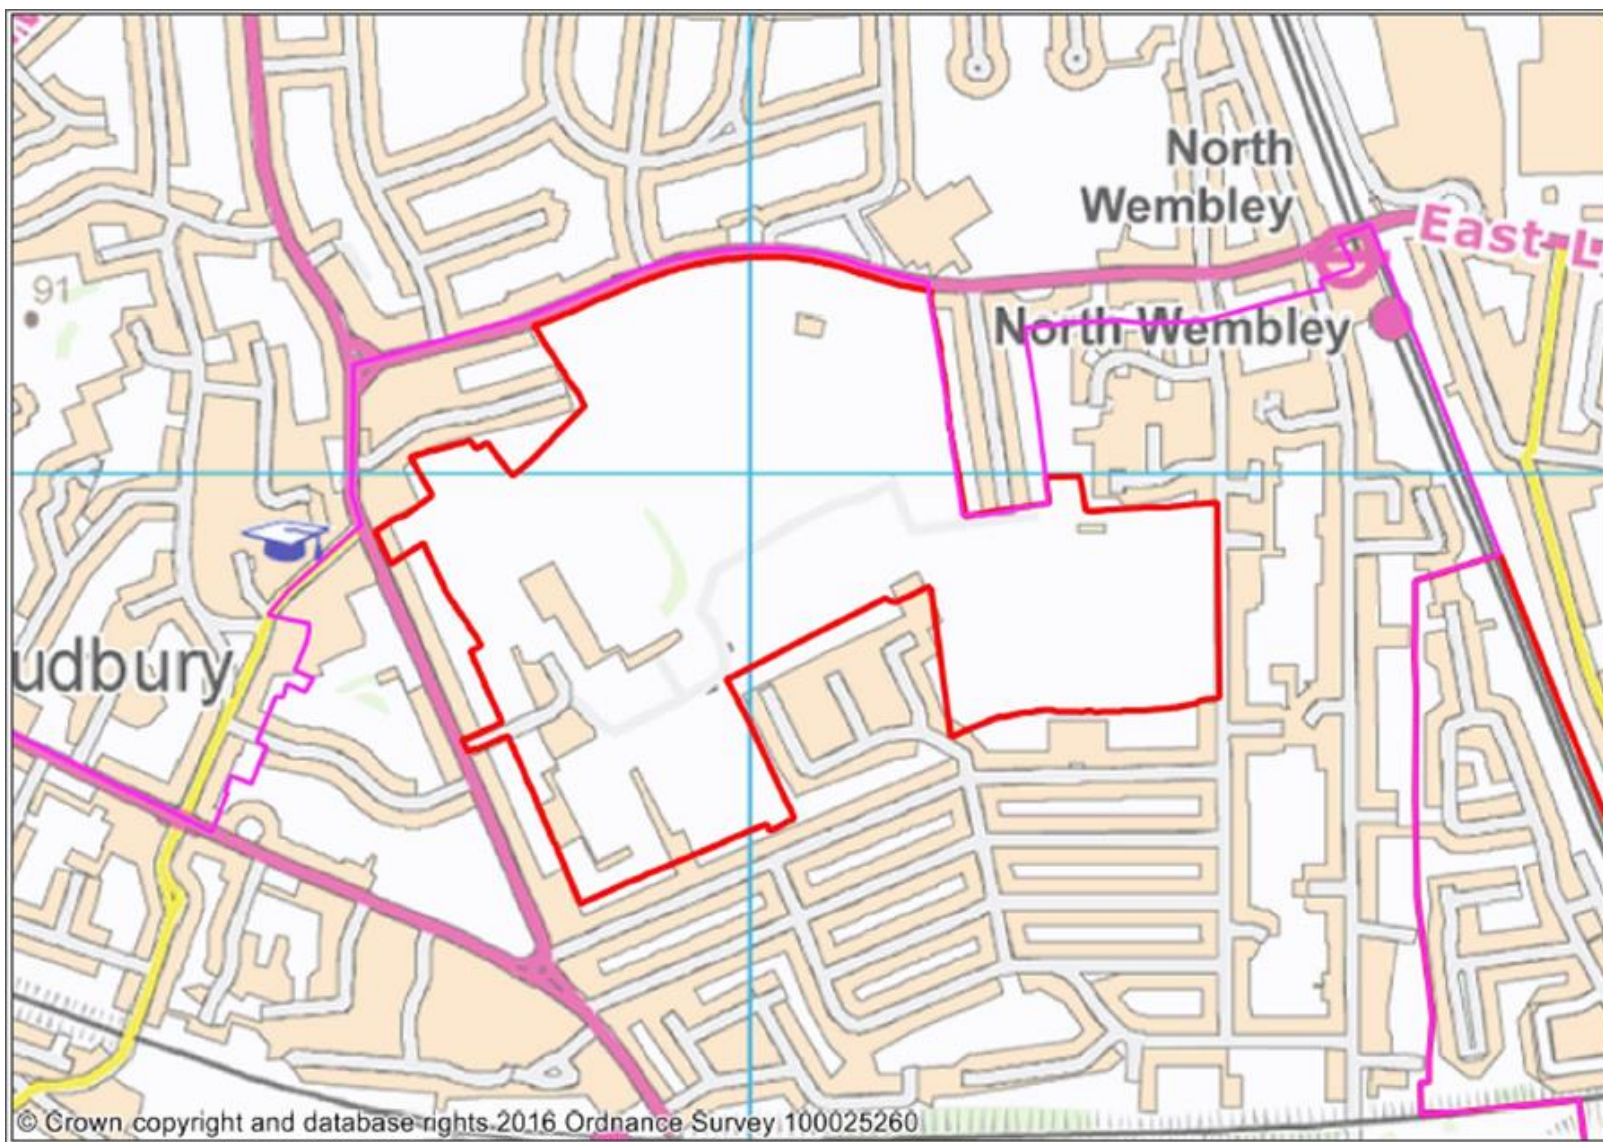 North
Wembley
East L
91
North Wembley
udbury
© Crown copyright and database rights 2016 Ordnance Survey 100025260